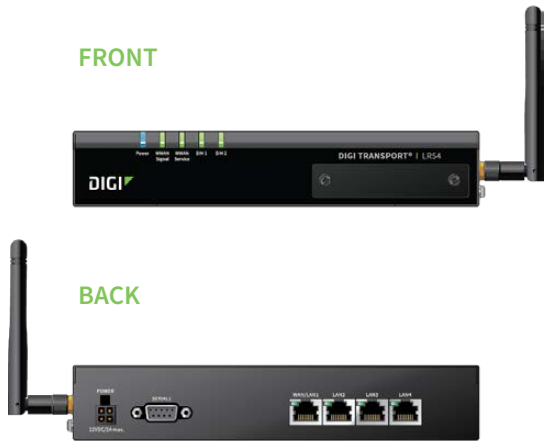 FRONT
Power WWAN Signal WWAN Service SIM 1 SIM 2
DIGI TRANSPORT® | LR54
DIGI
BACK
POWER
SERIAL 1
WAN/LAN1 LAN2 LAN3 LAN4
12VDC/2A max.